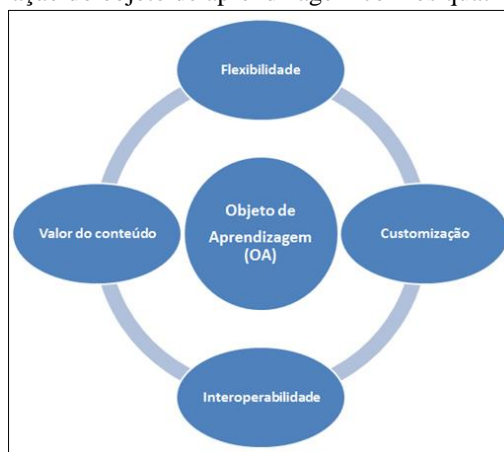 Flexibilidade
Valor do conteúdo
Objeto de
Aprendizagem
(OA)
Customização
Interoperabilidade